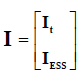 I = [ I_t
I_ESS ]